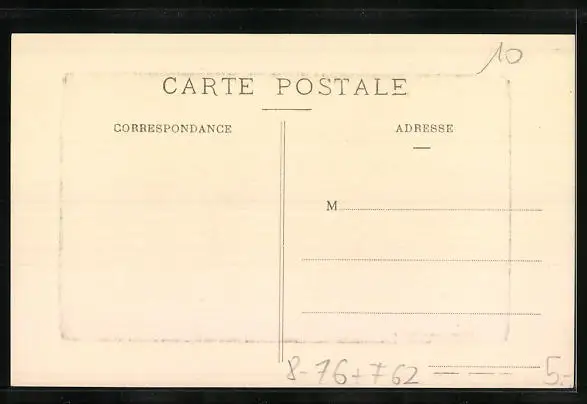 10
CARTE POSTALE
CORRESPONDANCE
ADRESSE
M
8-76+762
5.-